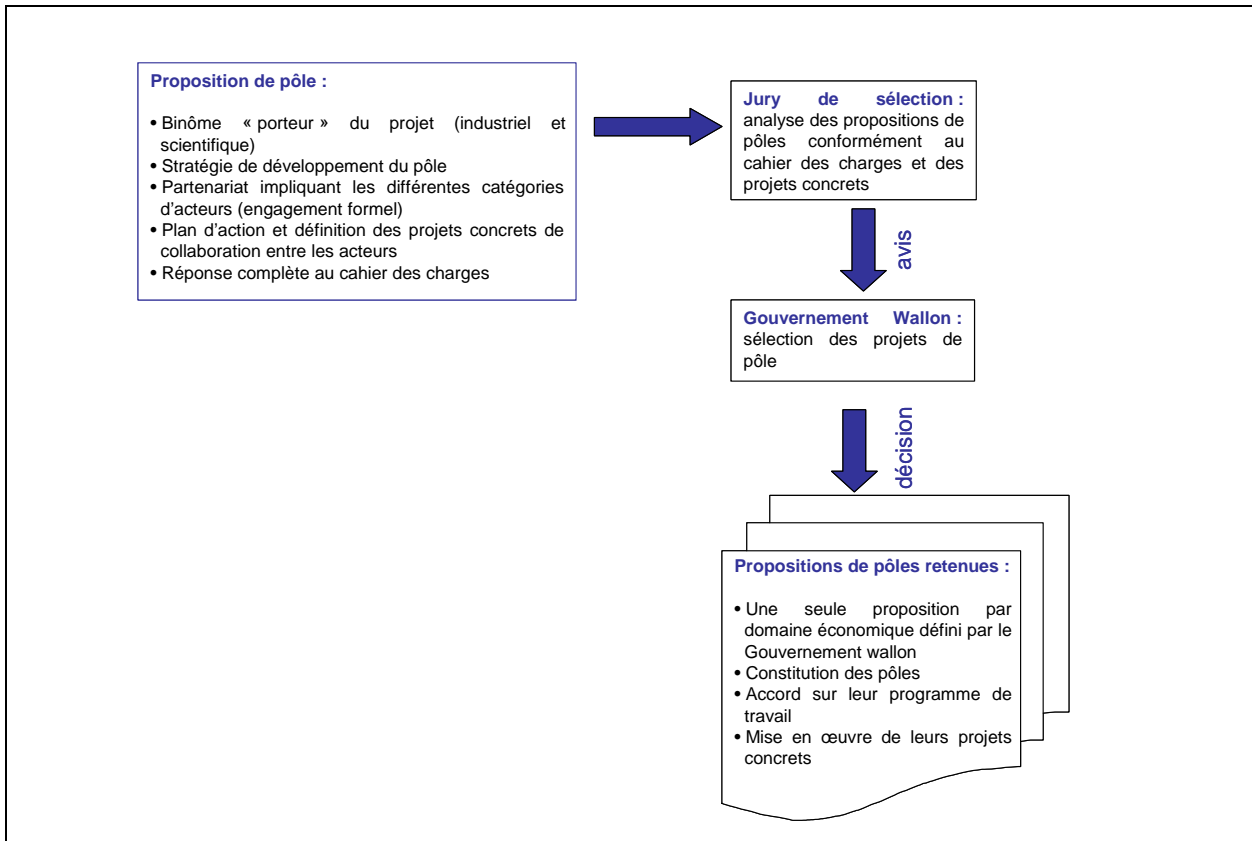 Proposition de pôle :
• Binôme « porteur » du projet (industriel et
scientifique)
• Stratégie de développement du pôle
• Partenariat impliquant les différentes catégories
d'acteurs (engagement formel)
• Plan d'action et définition des projets concrets de
collaboration entre les acteurs
• Réponse complète au cahier des charges
Jury de sélection :
analyse des propositions de
pôles conformément au
cahier des charges et des
projets concrets
avis
Gouvernement Wallon :
sélection des projets de
pôle
décision
Propositions de pôles retenues :
• Une seule proposition par
domaine économique défini par le
Gouvernement wallon
• Constitution des pôles
• Accord sur leur programme de
travail
• Mise en œuvre de leurs projets
concrets